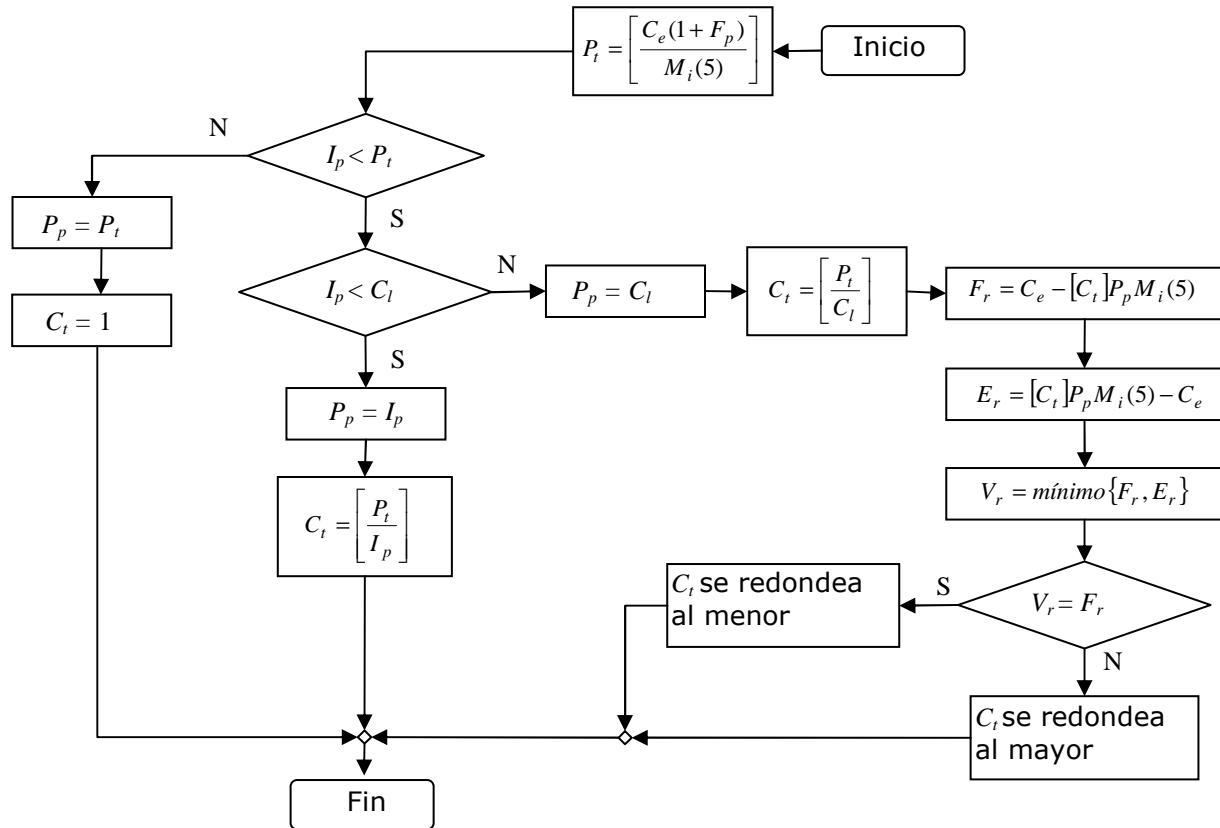 Inicio
P_t = [C_e(1 + F_p) / M_i(5)]
I_p < P_t
N
S
P_p = P_t
C_t = 1
I_p < C_l
N
S
P_p = C_l
C_t = [P_t / C_l]
F_r = C_e − [C_t]P_p M_i(5)
E_r = [C_t]P_p M_i(5) − C_e
V_r = mínimo{F_r, E_r}
V_r = F_r
S
N
C_t se redondea
al menor
C_t se redondea
al mayor
P_p = I_p
C_t = [P_t / I_p]
Fin